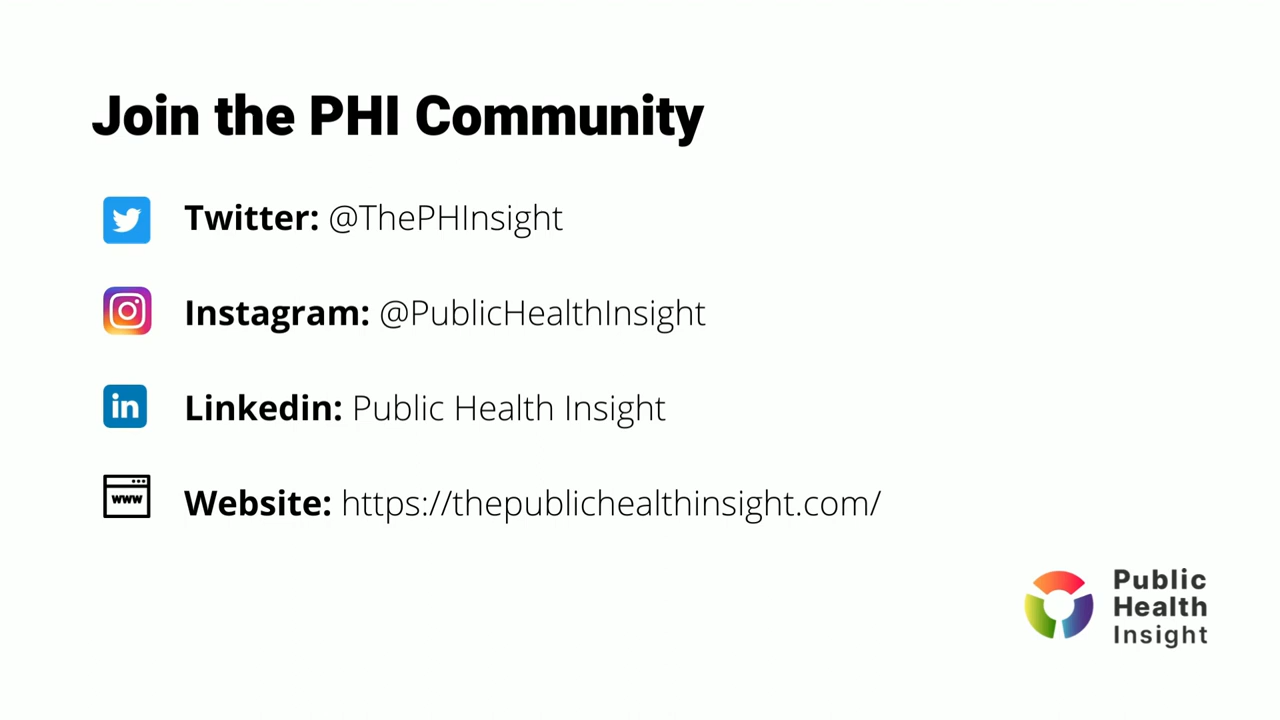 Join the PHI Community
Twitter: @ThePHInsight
Instagram: @PublicHealthInsight
in
Linkedin: Public Health Insight
www
Website: https://thepublichealthinsight.com/
Public
Health
Insight